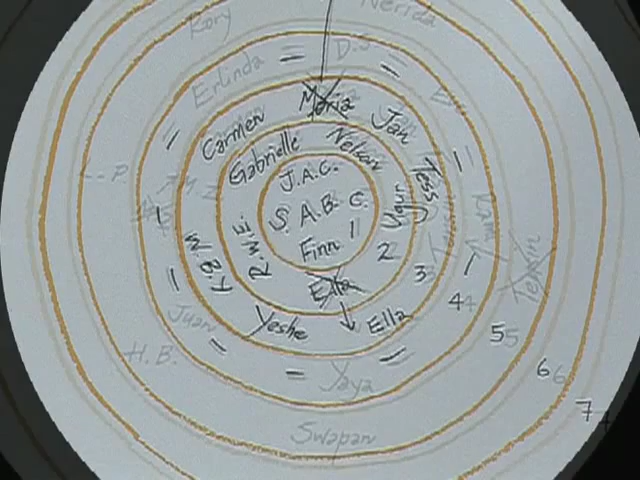 Rory
Nerida
Erlinda
D.S.
Maria
Carmen
Jan
Gabrielle
Nelson
Tess
J.A.C.
S. A.B. C.
Finn 1
R.W.E.
2
K.B.W.
Ella
3
Yeshe
Ella
4
Juan
5
H.B.
Yaya
6
Swapan
7